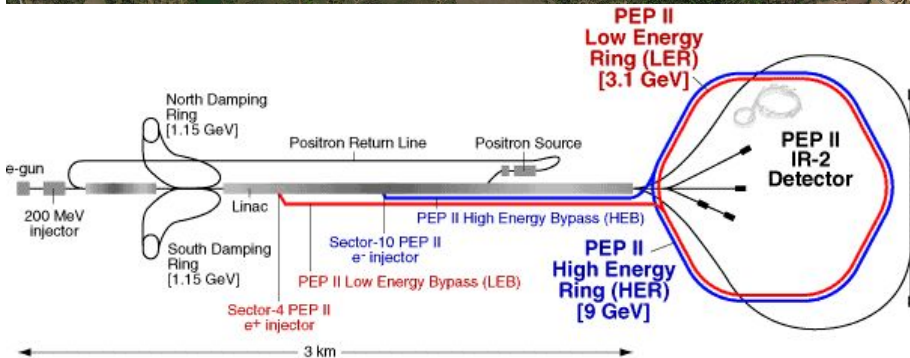 PEP II
Low Energy
Ring (LER)
[3.1 GeV]
North Damping
Ring
[1.15 GeV]
Positron Return Line
Positron Source
e-gun
200 MeV
injector
Linac
PEP II
IR-2
Detector
PEP II High Energy Bypass (HEB)
Sector-10 PEP II
e- injector
South Damping
Ring
[1.15 GeV]
PEP II Low Energy Bypass (LEB)
Sector-4 PEP II
e+ injector
PEP II
High Energy
Ring (HER)
[9 GeV]
3 km